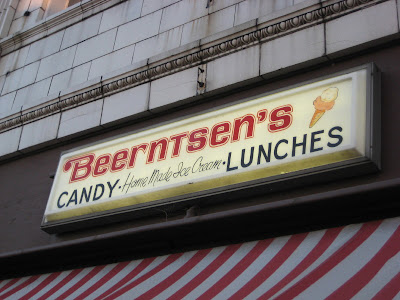 Beerntsen's
CANDY · Home Made Ice Cream · LUNCHES